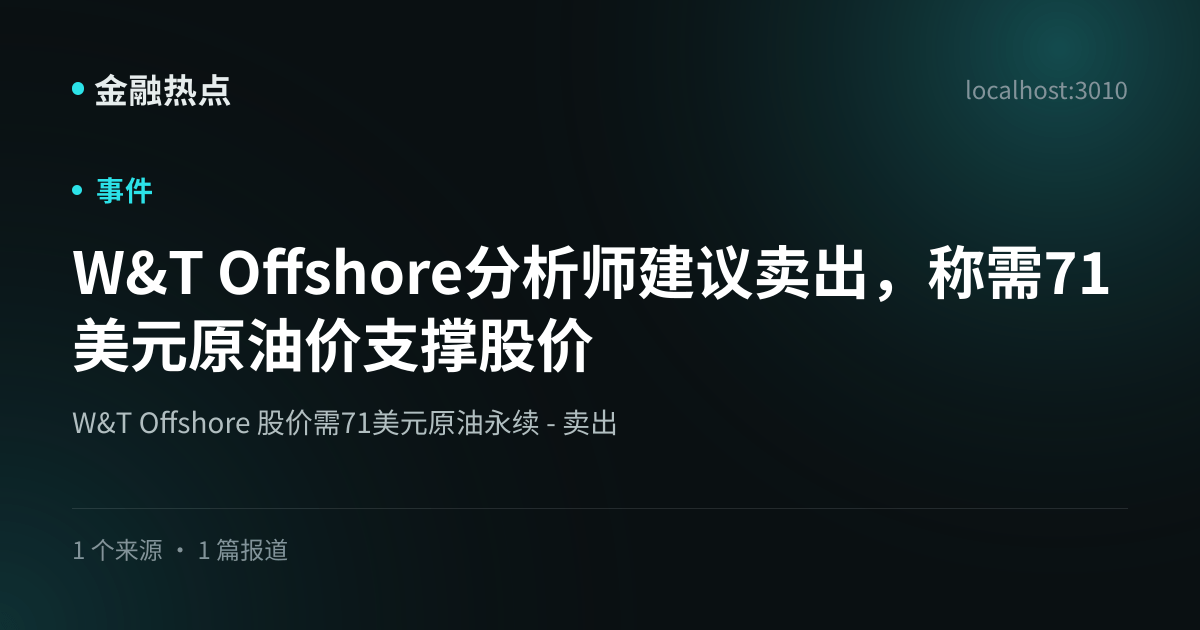 金融热点
localhost:3010
事件
W&T Offshore分析师建议卖出，称需71
美元原油价支撑股价
W&T Offshore 股价需71美元原油永续 - 卖出
1 个来源 · 1 篇报道